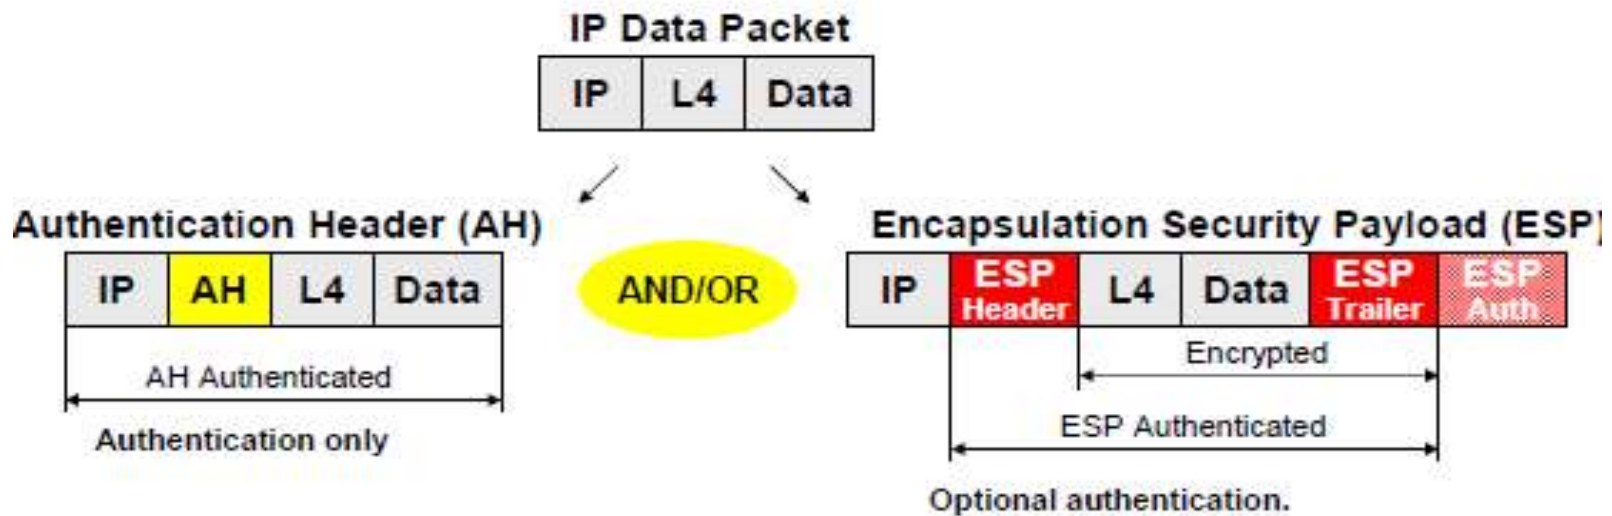 IP Data Packet
IP L4 Data
Authentication Header (AH)
IP AH L4 Data
AH Authenticated
Authentication only
AND/OR
Encapsulation Security Payload (ESP)
IP ESP Header L4 Data ESP Trailer ESP Auth
Encrypted
ESP Authenticated
Optional authentication.